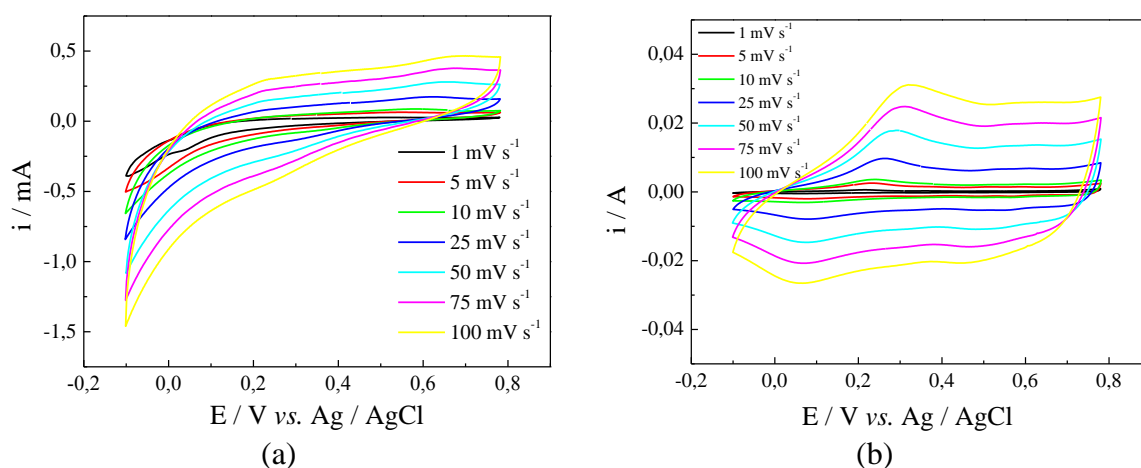 0,5
0,0
-0,5
-1,0
-1,5
i / mA
-0,2 0,0 0,2 0,4 0,6 0,8
E / V vs. Ag / AgCl
1 mV s⁻¹
5 mV s⁻¹
10 mV s⁻¹
25 mV s⁻¹
50 mV s⁻¹
75 mV s⁻¹
100 mV s⁻¹
(a)
0,04
0,02
0,00
-0,02
-0,04
i / A
-0,2 0,0 0,2 0,4 0,6 0,8
E / V vs. Ag / AgCl
1 mV s⁻¹
5 mV s⁻¹
10 mV s⁻¹
25 mV s⁻¹
50 mV s⁻¹
75 mV s⁻¹
100 mV s⁻¹
(b)